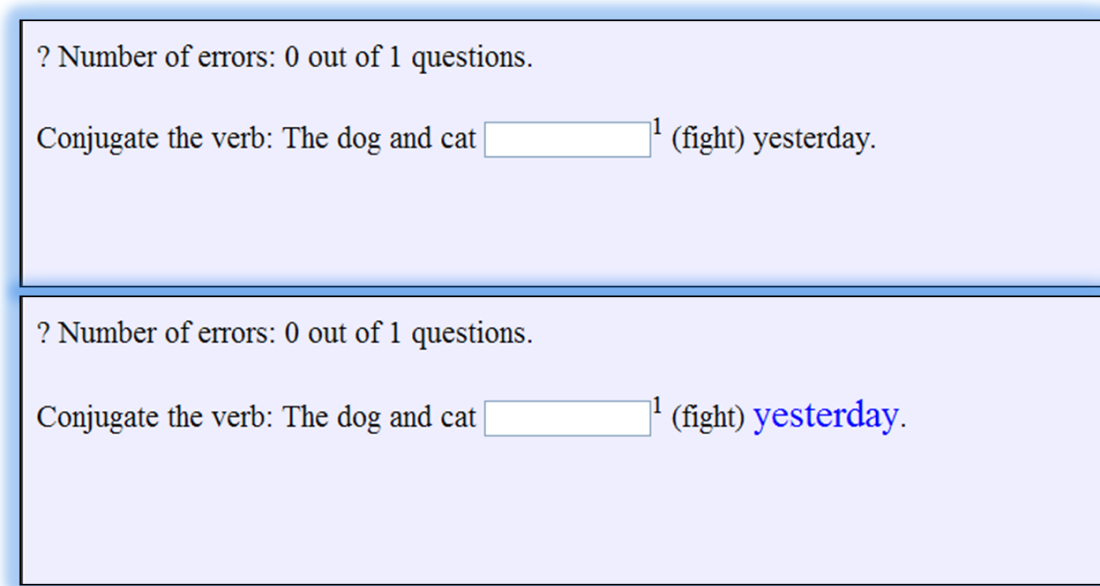 ? Number of errors: 0 out of 1 questions.
Conjugate the verb: The dog and cat 1 (fight) yesterday.
? Number of errors: 0 out of 1 questions.
Conjugate the verb: The dog and cat 1 (fight) yesterday.